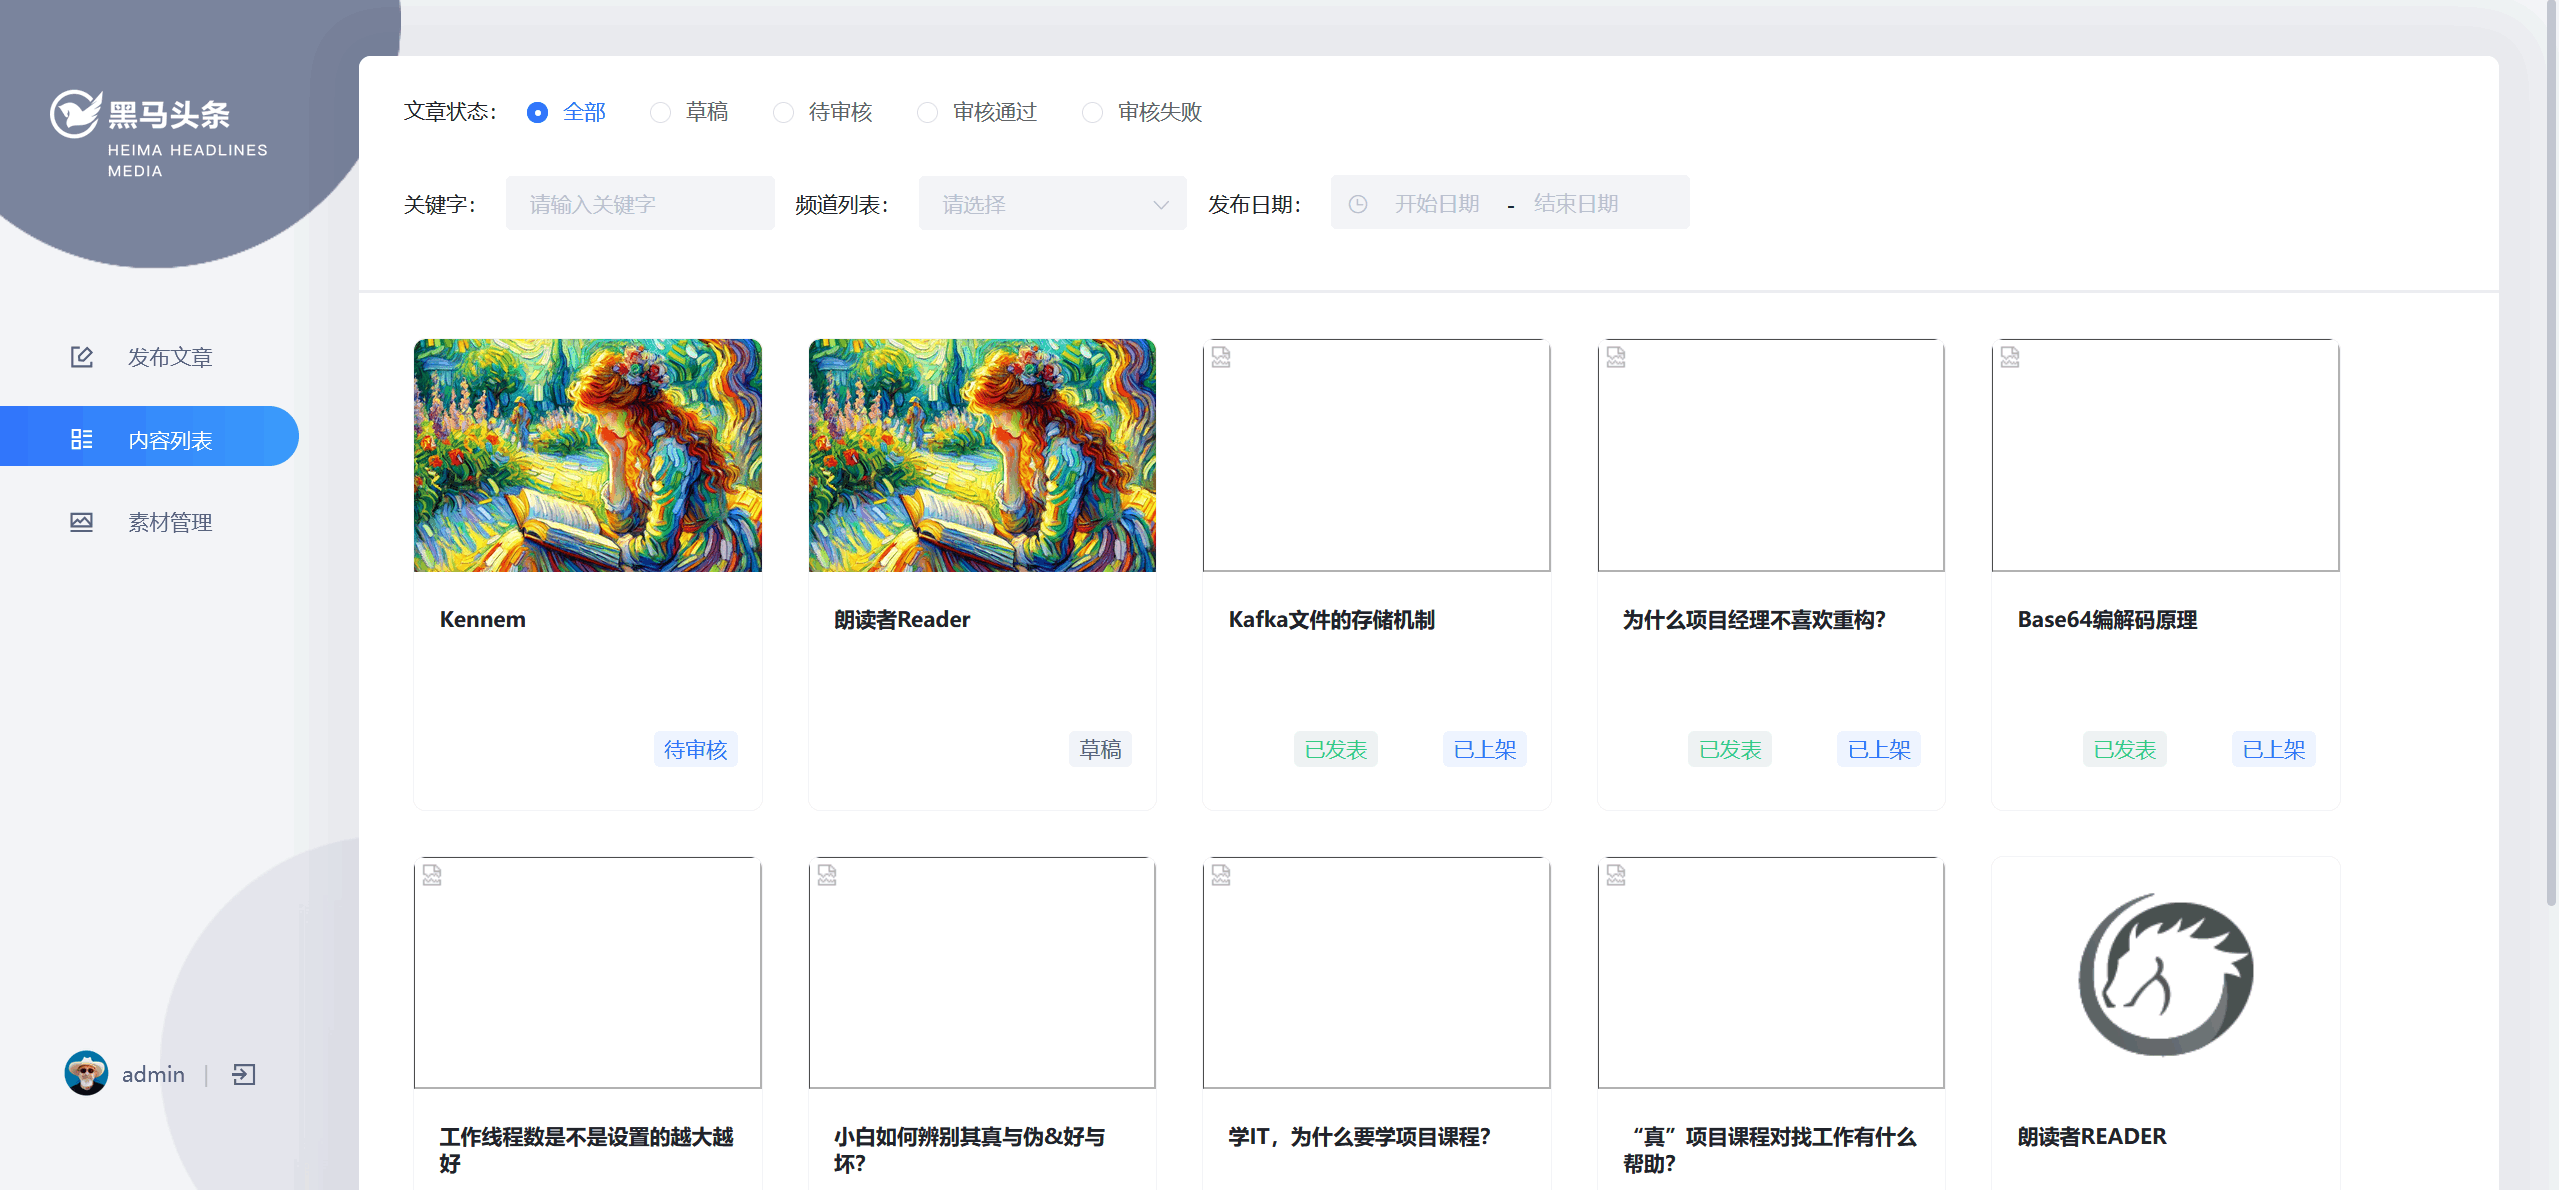 黑马头条
HEIMA HEADLINES
MEDIA
发布文章
内容列表
素材管理
admin
文章状态：
全部
草稿
待审核
审核通过
审核失败
关键字：
请输入关键字
频道列表：
请选择
发布日期：
开始日期 - 结束日期
Kennem
待审核
朗读者Reader
草稿
Kafka文件的存储机制
已发表
已上架
为什么项目经理不喜欢重构？
已发表
已上架
Base64编解码原理
已发表
已上架
工作线程数是不是设置的越大越
好
小白如何辨别其真与伪&好与
坏？
学IT，为什么要学项目课程？
“真”项目课程对找工作有什么
帮助？
朗读者READER